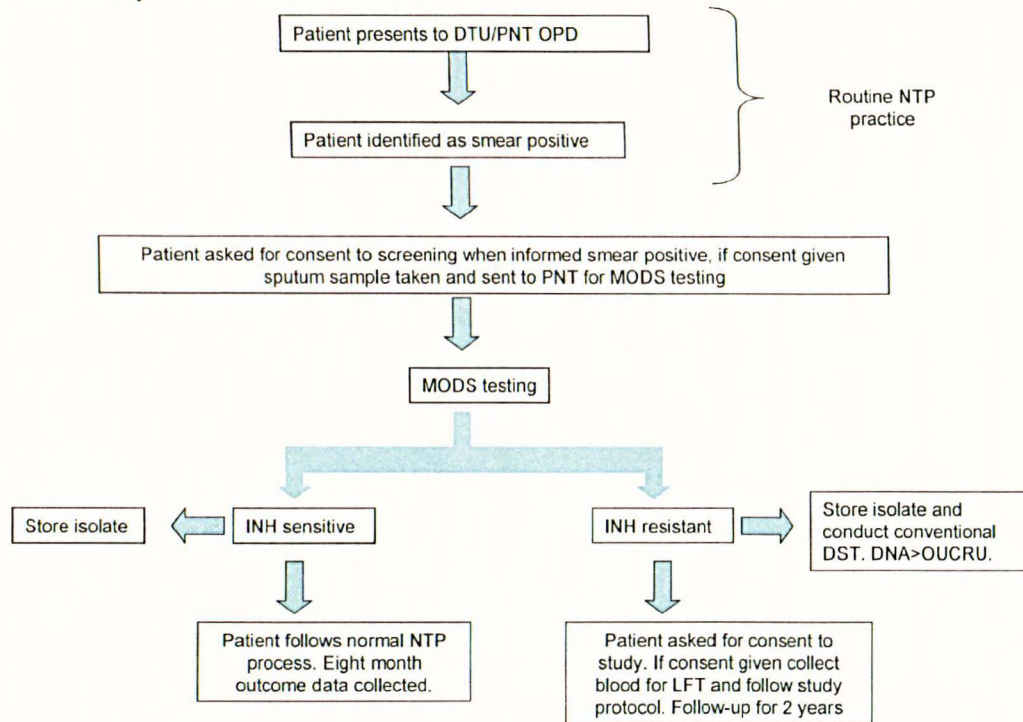 Patient presents to DTU/PNT OPD
Routine NTP
practice
Patient identified as smear positive
Patient asked for consent to screening when informed smear positive, if consent given
sputum sample taken and sent to PNT for MODS testing
MODS testing
Store isolate
INH sensitive
INH resistant
Store isolate and
conduct conventional
DST. DNA>OUCRU.
Patient follows normal NTP
process. Eight month
outcome data collected.
Patient asked for consent to
study. If consent given collect
blood for LFT and follow study
protocol. Follow-up for 2 years